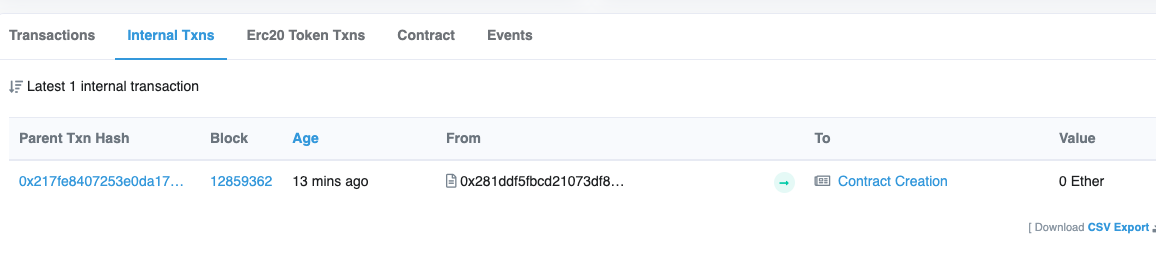 Transactions Internal Txns Erc20 Token Txns Contract Events
Latest 1 internal transaction
Parent Txn Hash Block Age From To Value
0x217fe8407253e0da17... 12859362 13 mins ago 0x281ddf5fbcd21073df8... Contract Creation 0 Ether
[ Download CSV Export